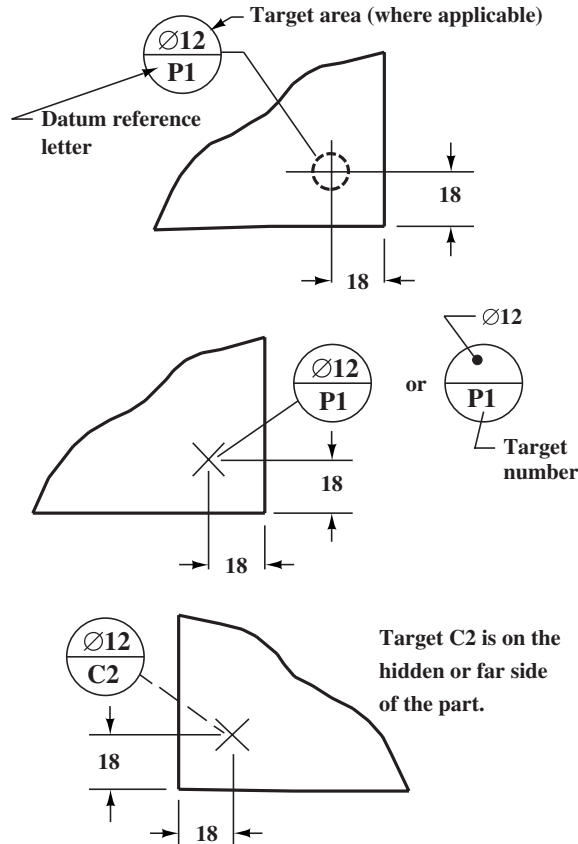 Target area (where applicable)
∅12
P1
Datum reference
letter
18
18
∅12
∅12
P1
or
P1
Target
number
18
18
∅12
C2
Target C2 is on the
hidden or far side
of the part.
18
18